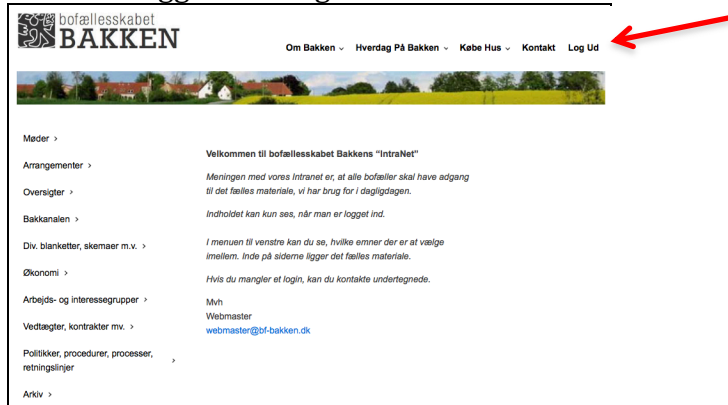 bofællesskabet
BAKKEN
Om Bakken
Hverdag På Bakken
Købe Hus
Kontakt
Log Ud
Møder >
Arrangementer >
Oversigter >
Bakkanalen >
Div. blanketter, skemaer m.v. >
Økonomi >
Arbejds- og interessegrupper >
Vedtægter, kontrakter mv. >
Politikker, procedurer, processer, >
retningslinjer
Arkiv >
Velkommen til bofællesskabet Bakkens “IntraNet”
Meningen med vores Intranet er, at alle bofæller skal have adgang
til det fælles materiale, vi har brug for i dagligdagen.
Indholdet kan kun ses, når man er logget ind.
I menuen til venstre kan du se, hvilke emner der er at vælge
imellem. Inde på siderne ligger det fælles materiale.
Hvis du mangler et login, kan du kontakte undertegnede.
Mvh
Webmaster
webmaster@bf-bakken.dk